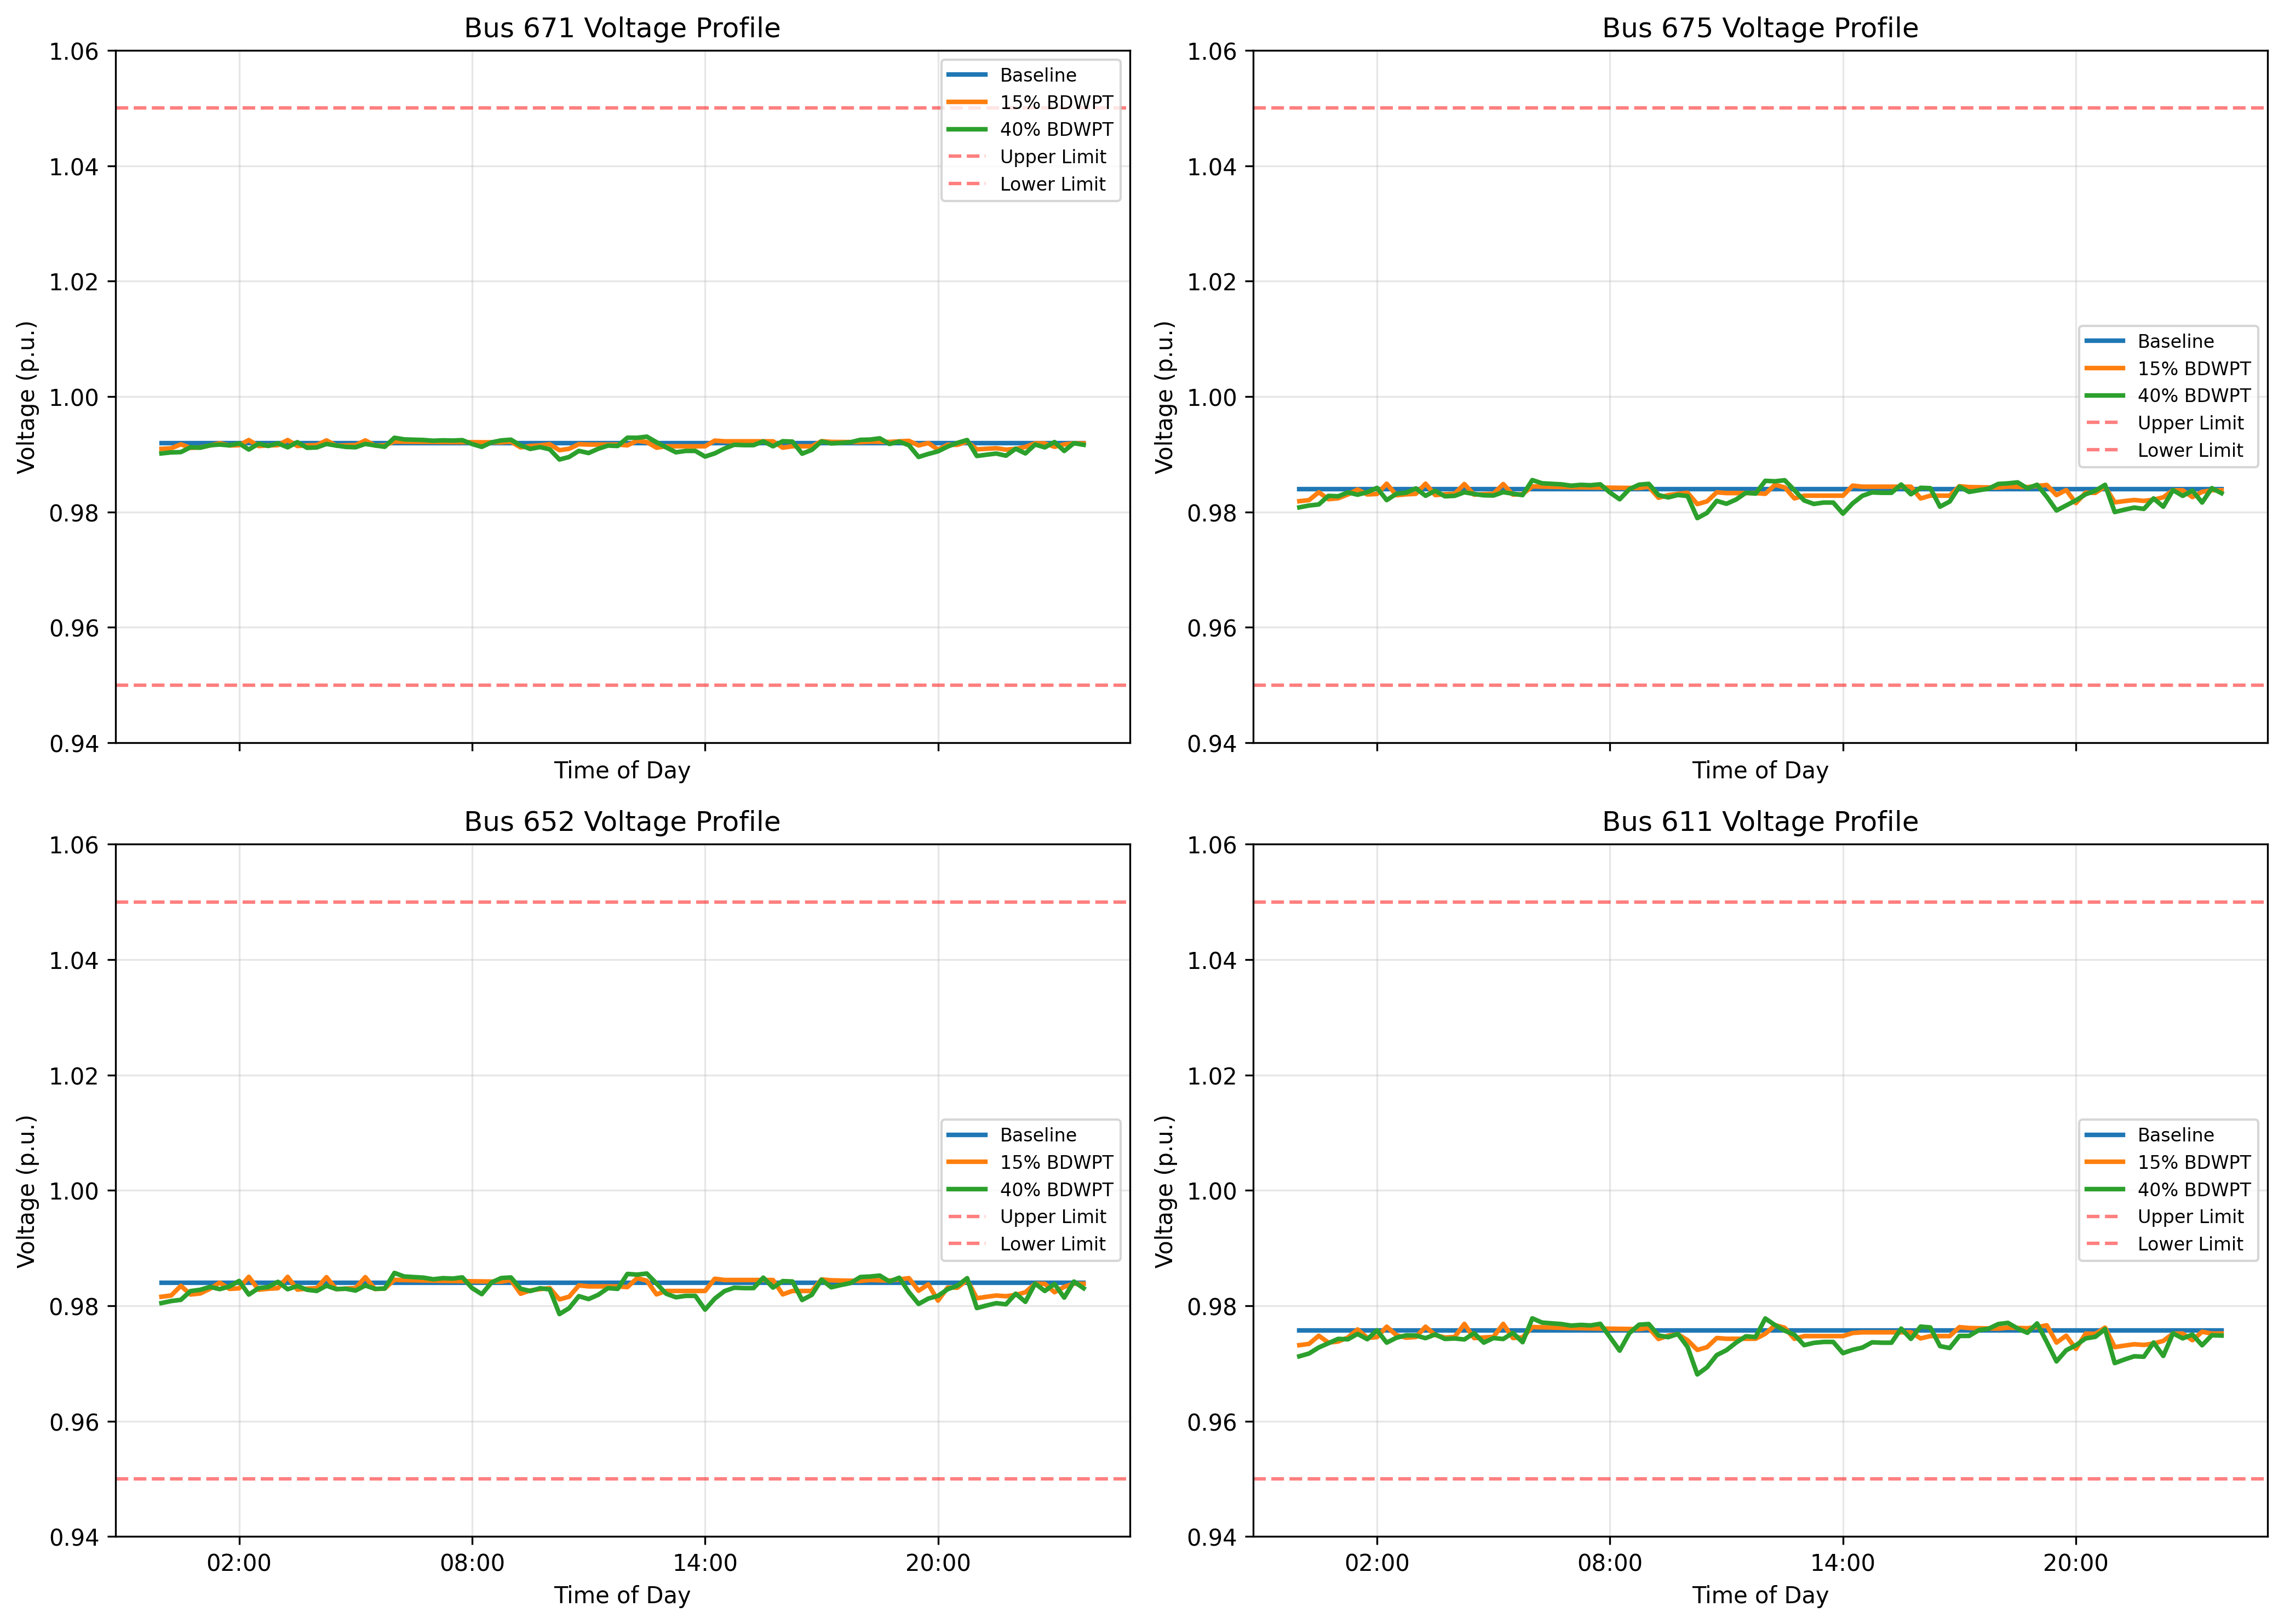 Bus 671 Voltage Profile
1.06
1.04
1.02
1.00
0.98
0.96
0.94
Voltage (p.u.)
Time of Day
Baseline
15% BDWPT
40% BDWPT
Upper Limit
Lower Limit
Bus 675 Voltage Profile
1.06
1.04
1.02
1.00
0.98
0.96
0.94
Voltage (p.u.)
Time of Day
Baseline
15% BDWPT
40% BDWPT
Upper Limit
Lower Limit
Bus 652 Voltage Profile
1.06
1.04
1.02
1.00
0.98
0.96
0.94
Voltage (p.u.)
02:00 08:00 14:00 20:00
Time of Day
Baseline
15% BDWPT
40% BDWPT
Upper Limit
Lower Limit
Bus 611 Voltage Profile
1.06
1.04
1.02
1.00
0.98
0.96
0.94
Voltage (p.u.)
02:00 08:00 14:00 20:00
Time of Day
Baseline
15% BDWPT
40% BDWPT
Upper Limit
Lower Limit